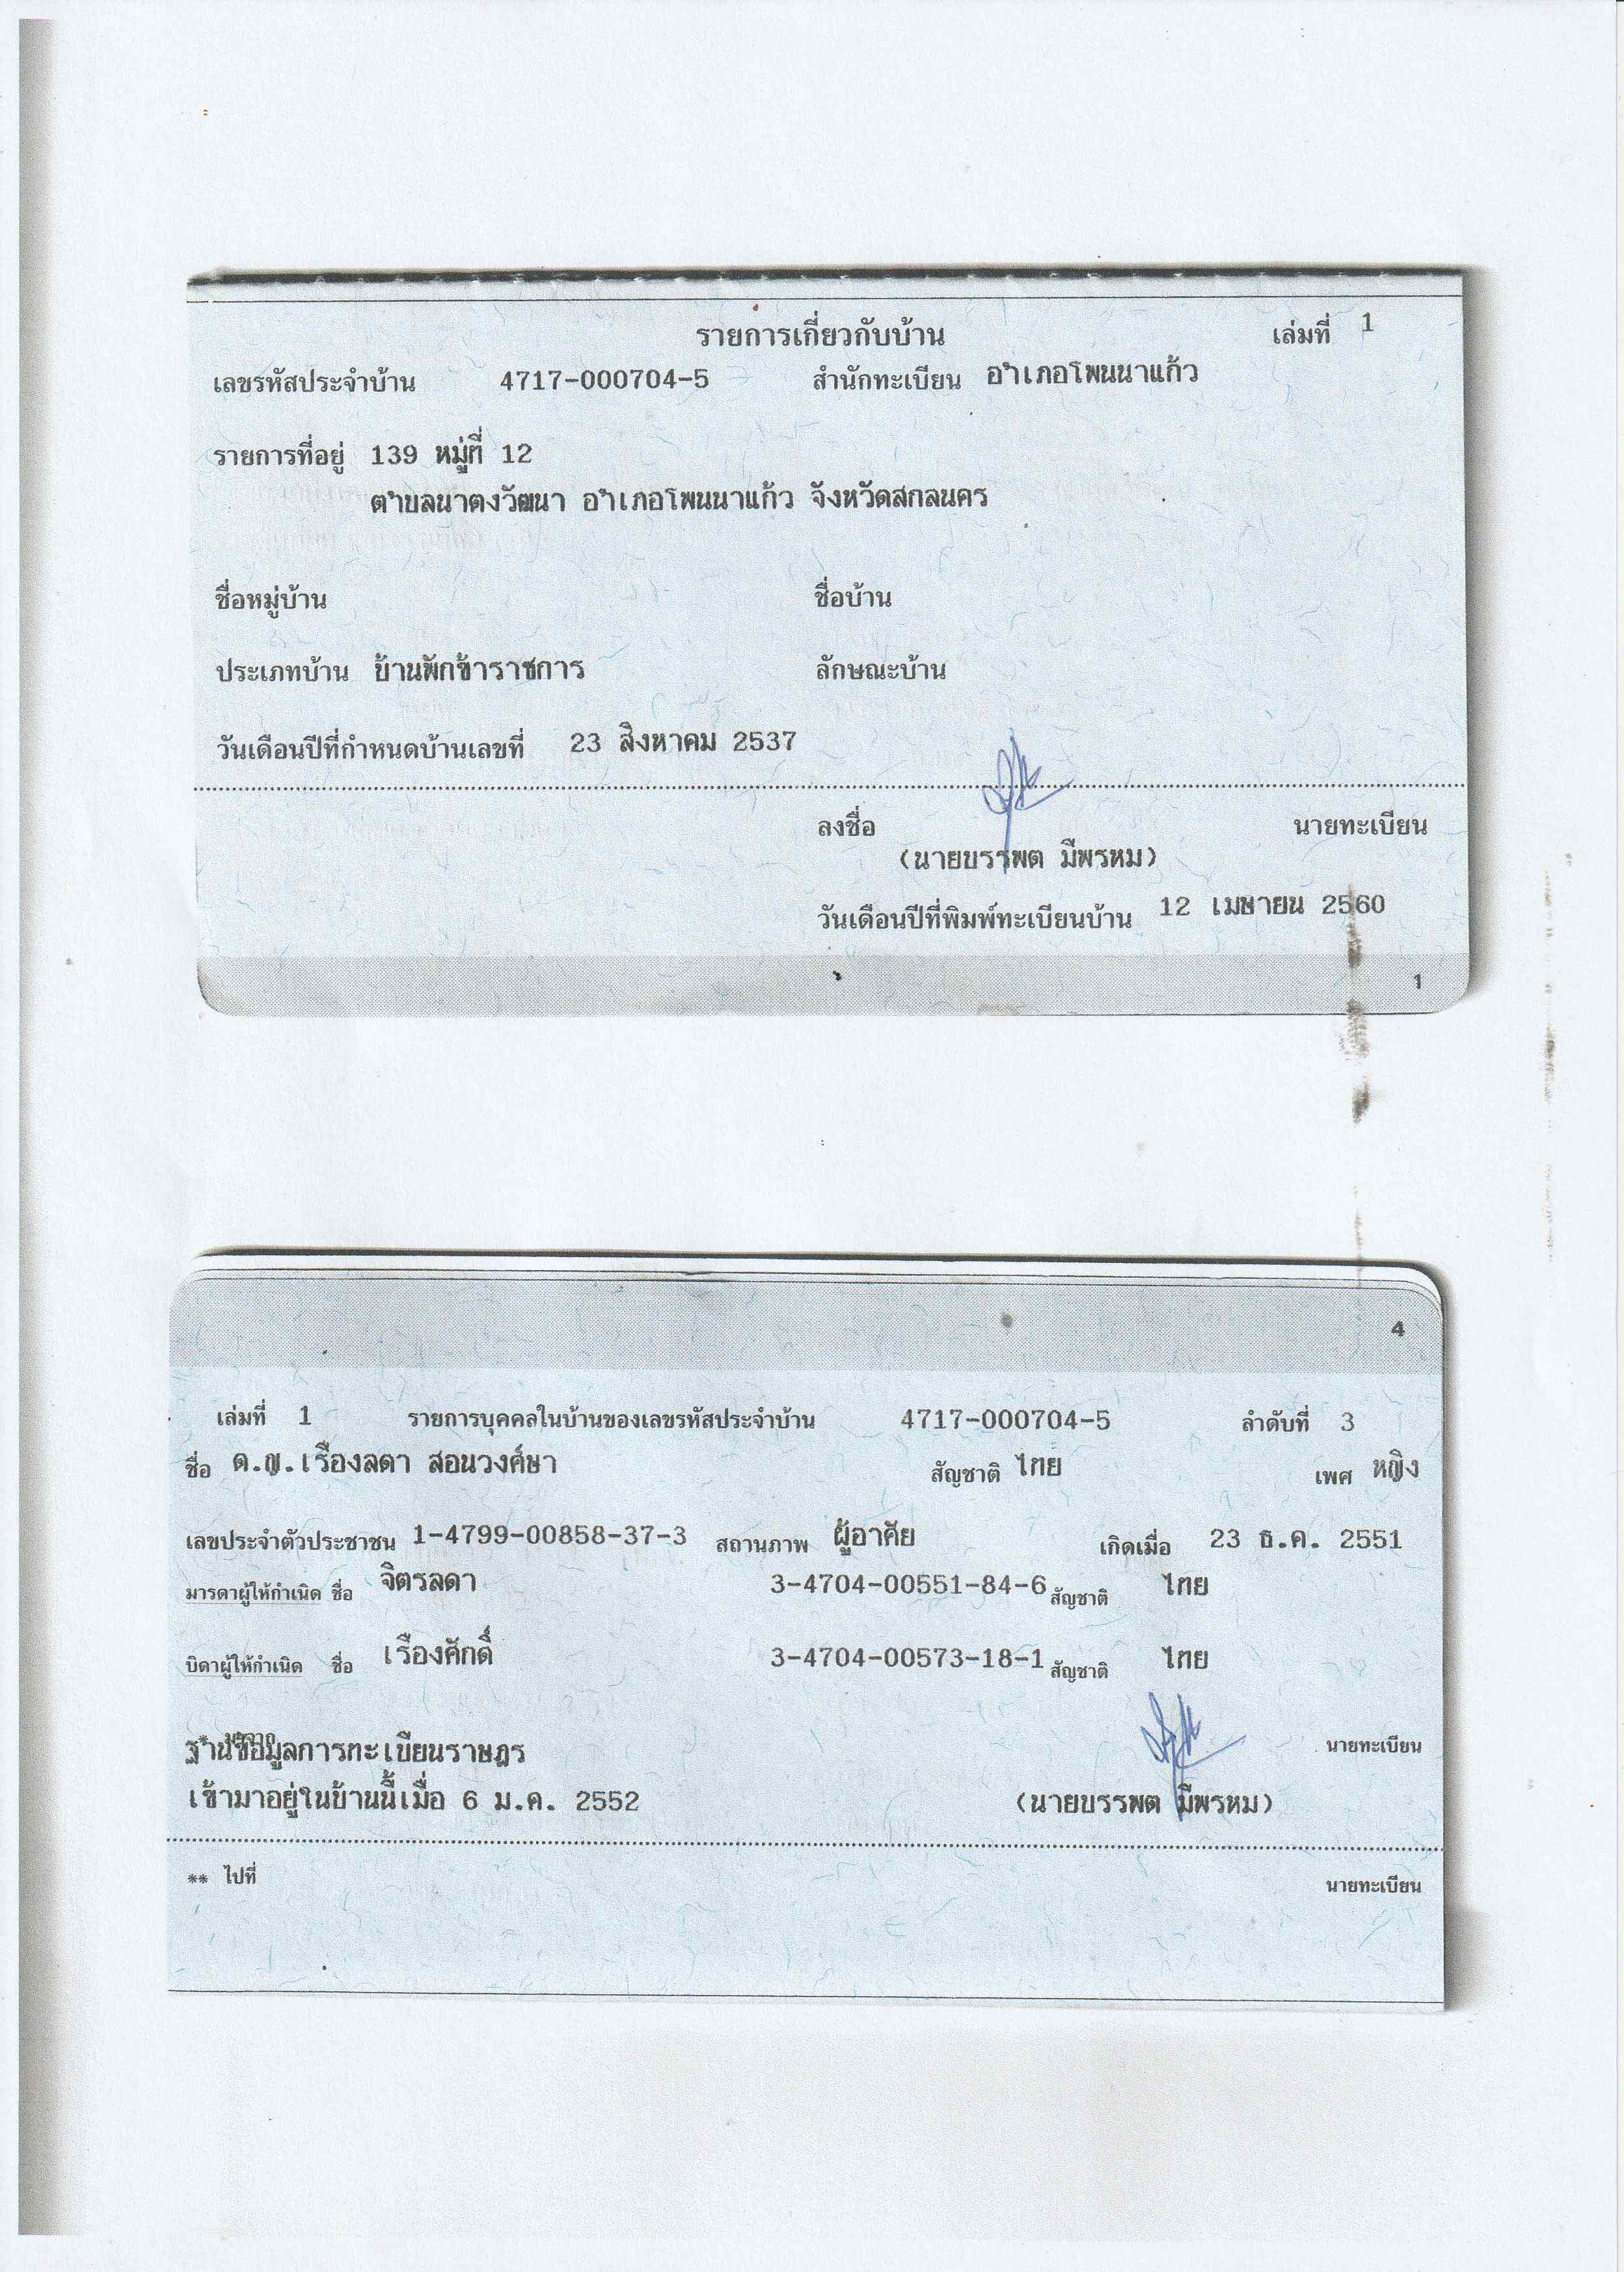 รายการเกี่ยวกับบ้าน เล่มที่ 1
เลขรหัสประจำบ้าน 4717-000704-5 สำนักทะเบียน อำเภอโพนนาแก้ว
รายการที่อยู่ 139 หมู่ที่ 12
ตำบลนาตงวัฒนา อำเภอโพนนาแก้ว จังหวัดสกลนคร
ชื่อหมู่บ้าน ชื่อบ้าน
ประเภทบ้าน บ้านพักข้าราชการ ลักษณะบ้าน
วันเดือนปีที่กำหนดบ้านเลขที่ 23 สิงหาคม 2537
ลงชื่อ นายทะเบียน
(นายบรรพต มีพรหม)
วันเดือนปีที่พิมพ์ทะเบียนบ้าน 12 เมษายน 2560
1
4
เล่มที่ 1 รายการบุคคลในบ้านของเลขรหัสประจำบ้าน 4717-000704-5 ลำดับที่ 3
ชื่อ ด.ญ.เรืองลดา สอนวงศ์ษา สัญชาติ ไทย เพศ หญิง
เลขประจำตัวประชาชน 1-4799-00858-37-3 สถานภาพ ผู้อาศัย เกิดเมื่อ 23 ธ.ค. 2551
มารดาผู้ให้กำเนิด ชื่อ จิตรลดา 3-4704-00551-84-6 สัญชาติ ไทย
บิดาผู้ให้กำเนิด ชื่อ เรืองศักดิ์ 3-4704-00573-18-1 สัญชาติ ไทย
* มาจาก
ฐานข้อมูลการทะเบียนราษฎร นายทะเบียน
เข้ามาอยู่ในบ้านนี้เมื่อ 6 ม.ค. 2552 (นายบรรพต มีพรหม)
** ไปที่ นายทะเบียน